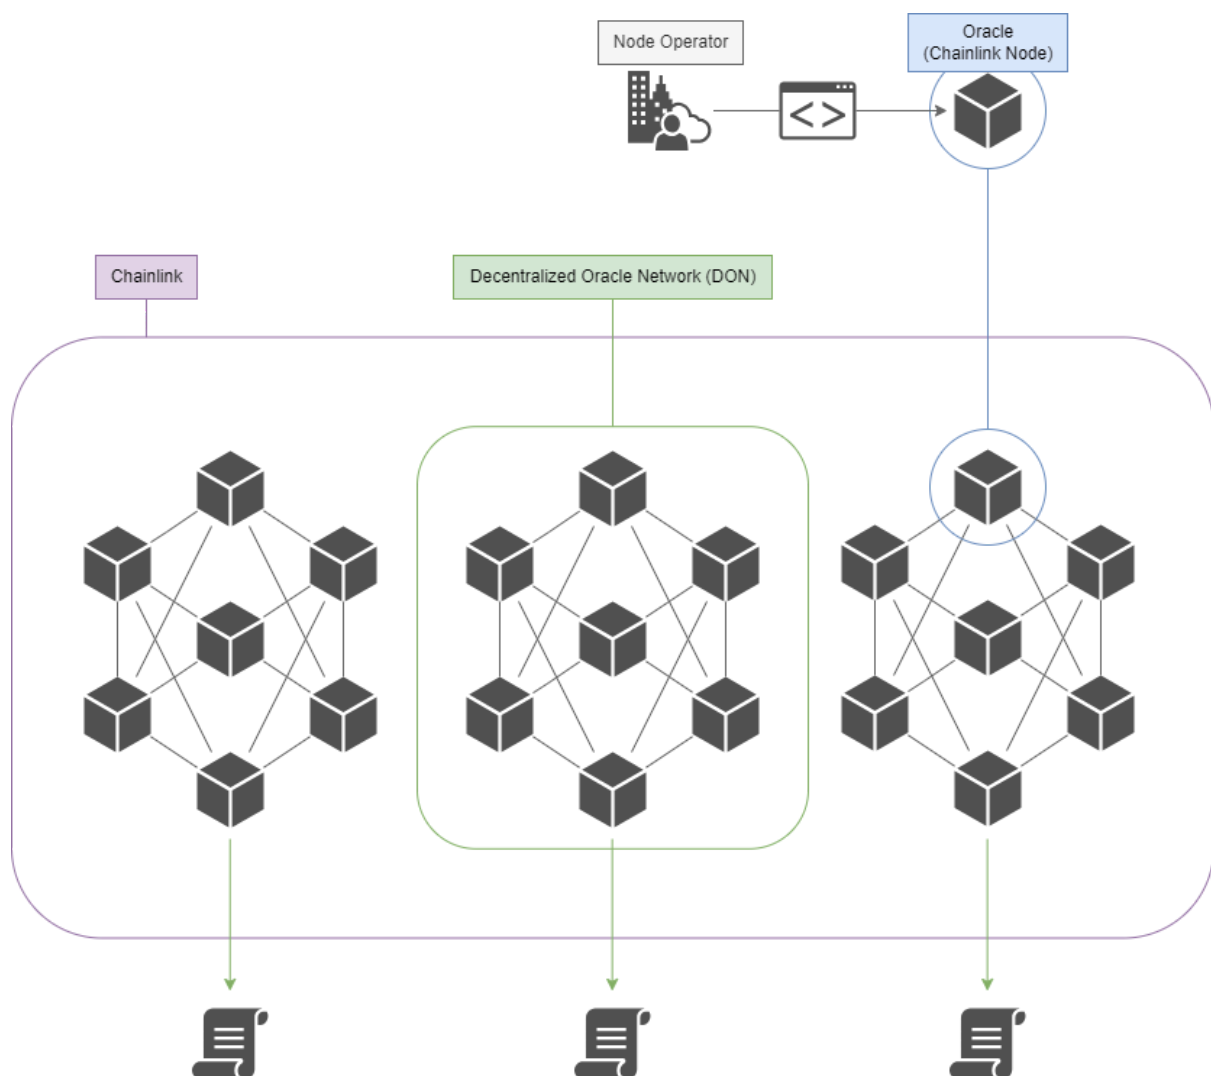 Node Operator
Oracle
(Chainlink Node)
Chainlink
Decentralized Oracle Network (DON)